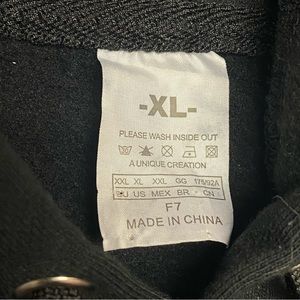 -XL-
PLEASE WASH INSIDE OUT
A UNIQUE CREATION
XXL XL XXL GG 175/92A
EU US MEX BR CN
F7
MADE IN CHINA